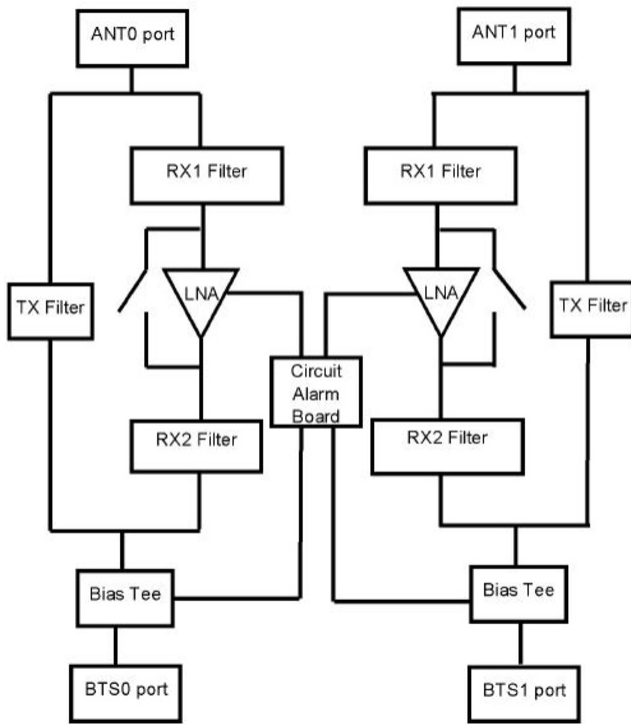 ANT0 port
ANT1 port
RX1 Filter
RX1 Filter
LNA
LNA
TX Filter
TX Filter
Circuit
Alarm
Board
RX2 Filter
RX2 Filter
Bias Tee
Bias Tee
BTS0 port
BTS1 port